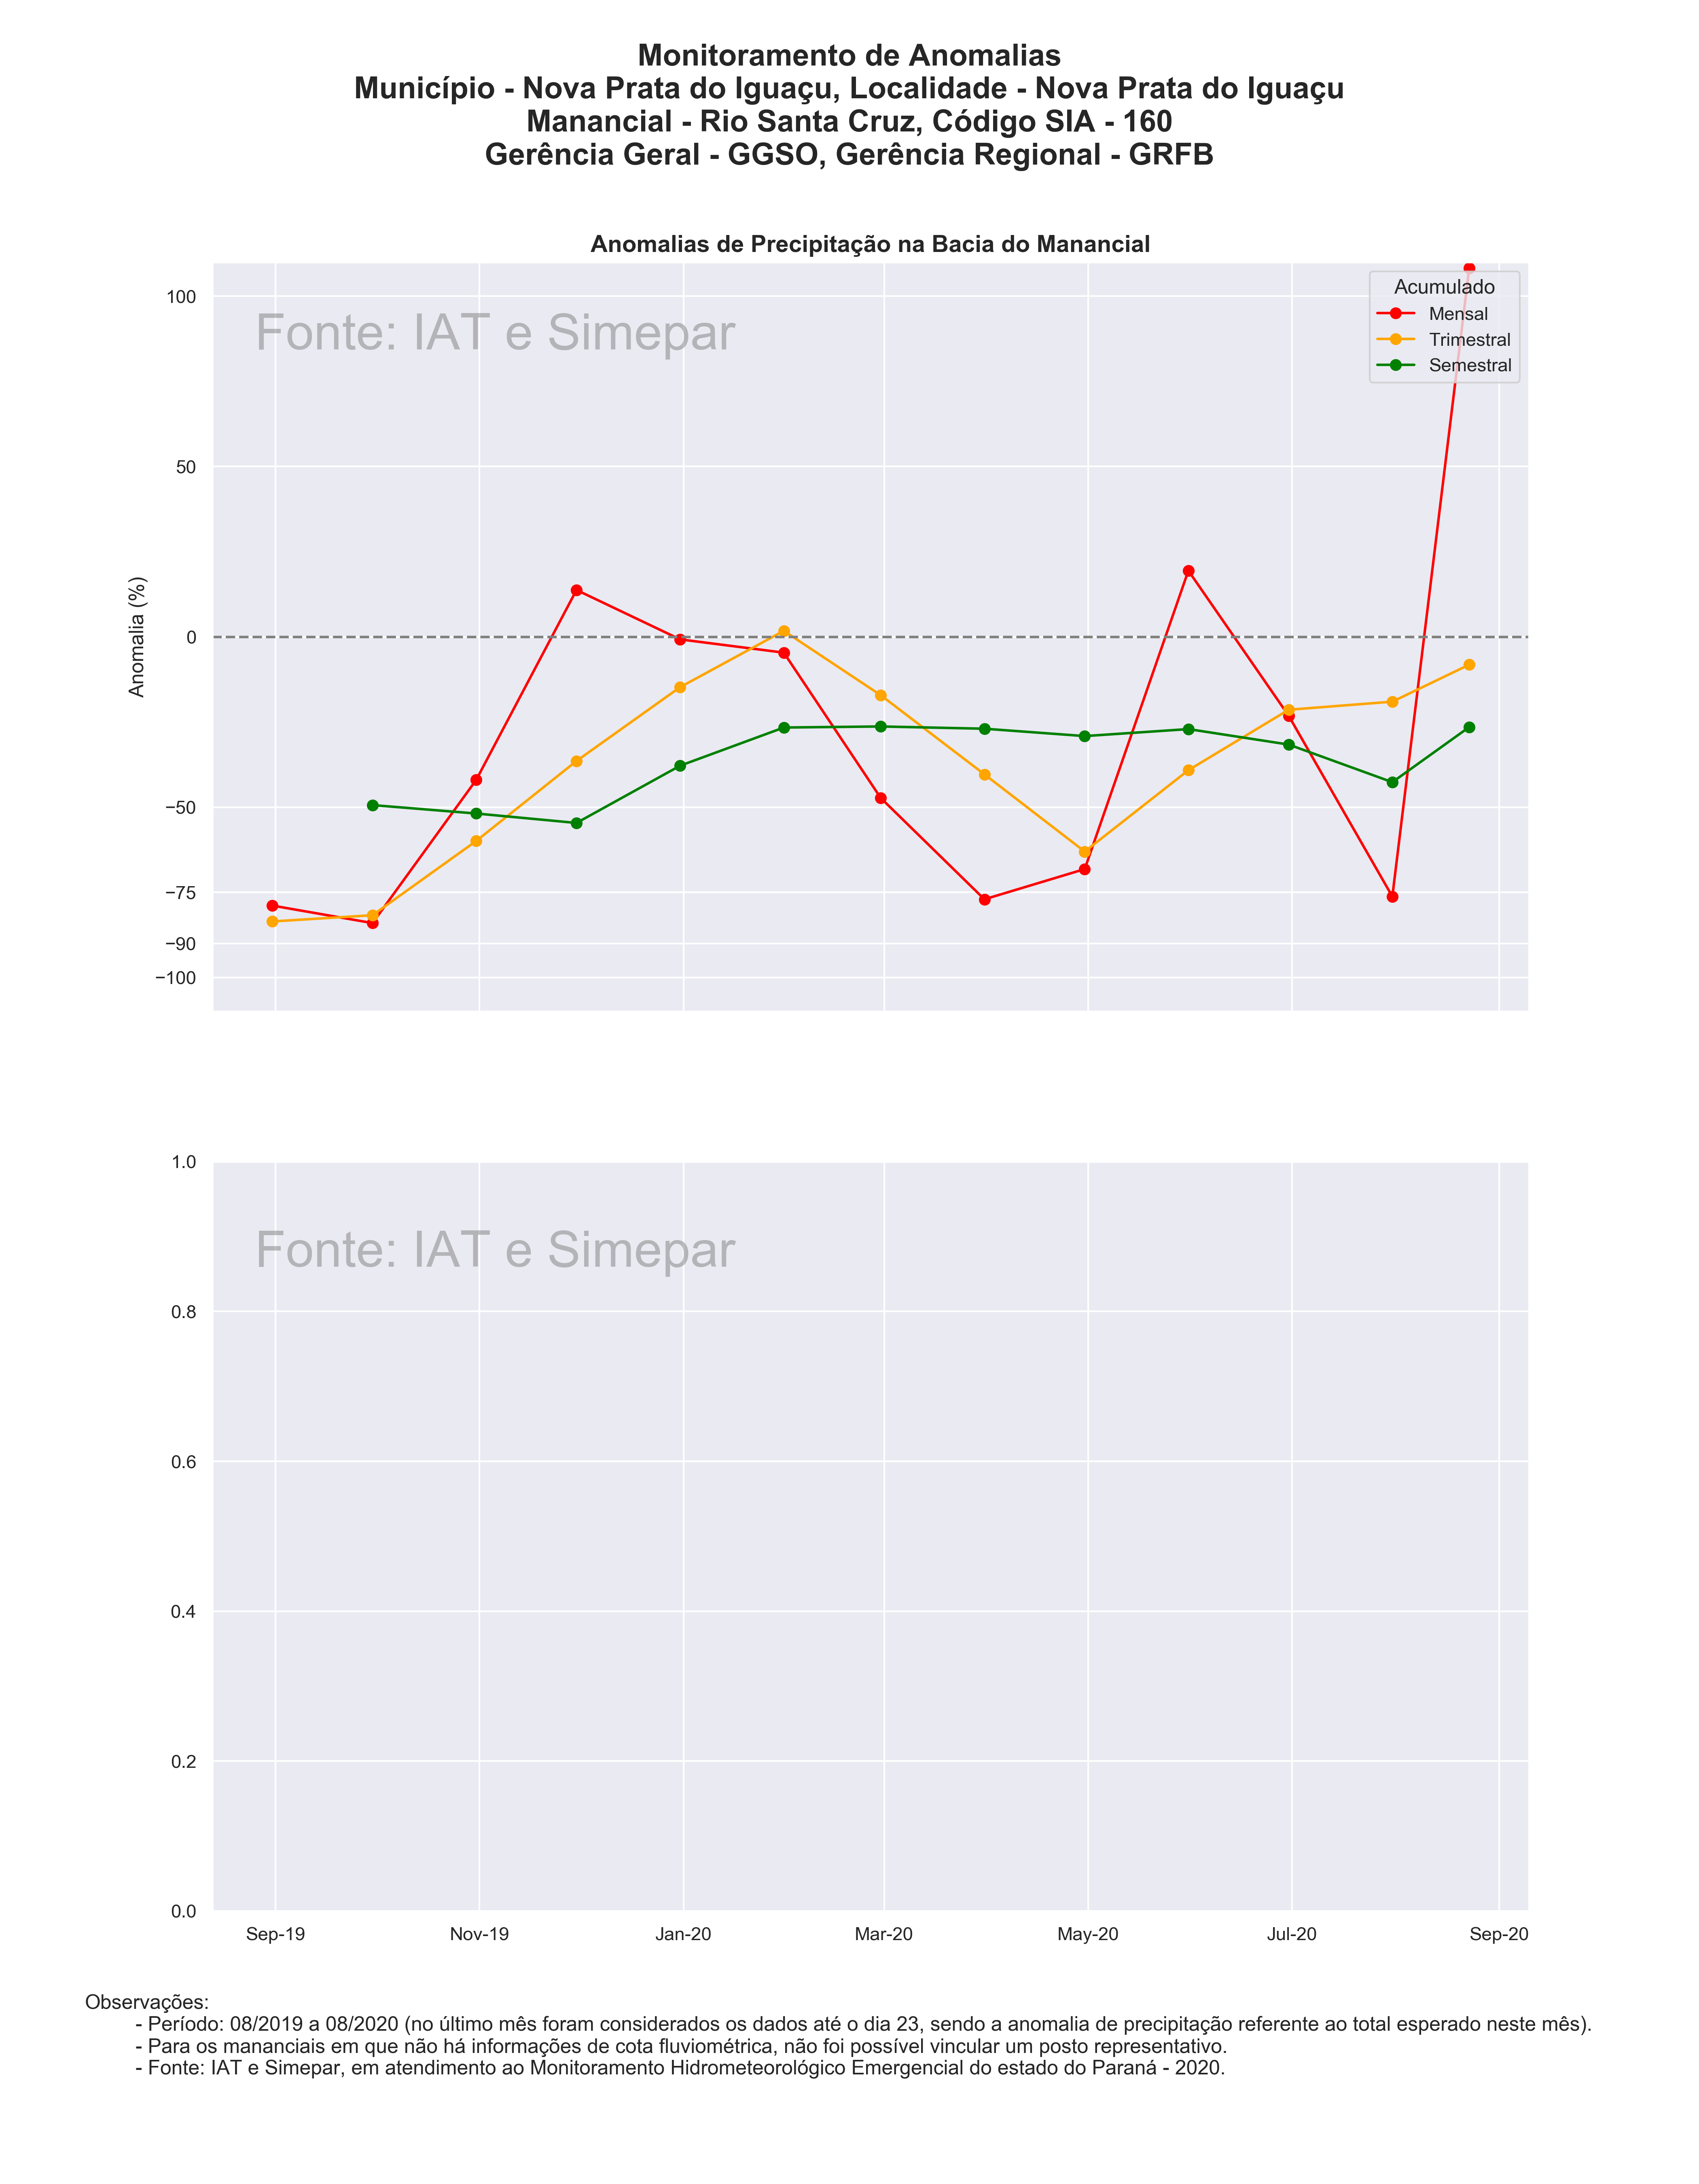 Monitoramento de Anomalias
Município - Nova Prata do Iguaçu, Localidade - Nova Prata do Iguaçu
Manancial - Rio Santa Cruz, Código SIA - 160
Gerência Geral - GGSO, Gerência Regional - GRFB
Anomalias de Precipitação na Bacia do Manancial
Fonte: IAT e Simepar
Acumulado
Mensal
Trimestral
Semestral
Anomalia (%)
100
50
0
−50
−75
−90
−100
Fonte: IAT e Simepar
1.0
0.8
0.6
0.4
0.2
0.0
Sep-19 Nov-19 Jan-20 Mar-20 May-20 Jul-20 Sep-20
Observações:
- Período: 08/2019 a 08/2020 (no último mês foram considerados os dados até o dia 23, sendo a anomalia de precipitação referente ao total esperado neste mês).
- Para os mananciais em que não há informações de cota fluviométrica, não foi possível vincular um posto representativo.
- Fonte: IAT e Simepar, em atendimento ao Monitoramento Hidrometeorológico Emergencial do estado do Paraná - 2020.